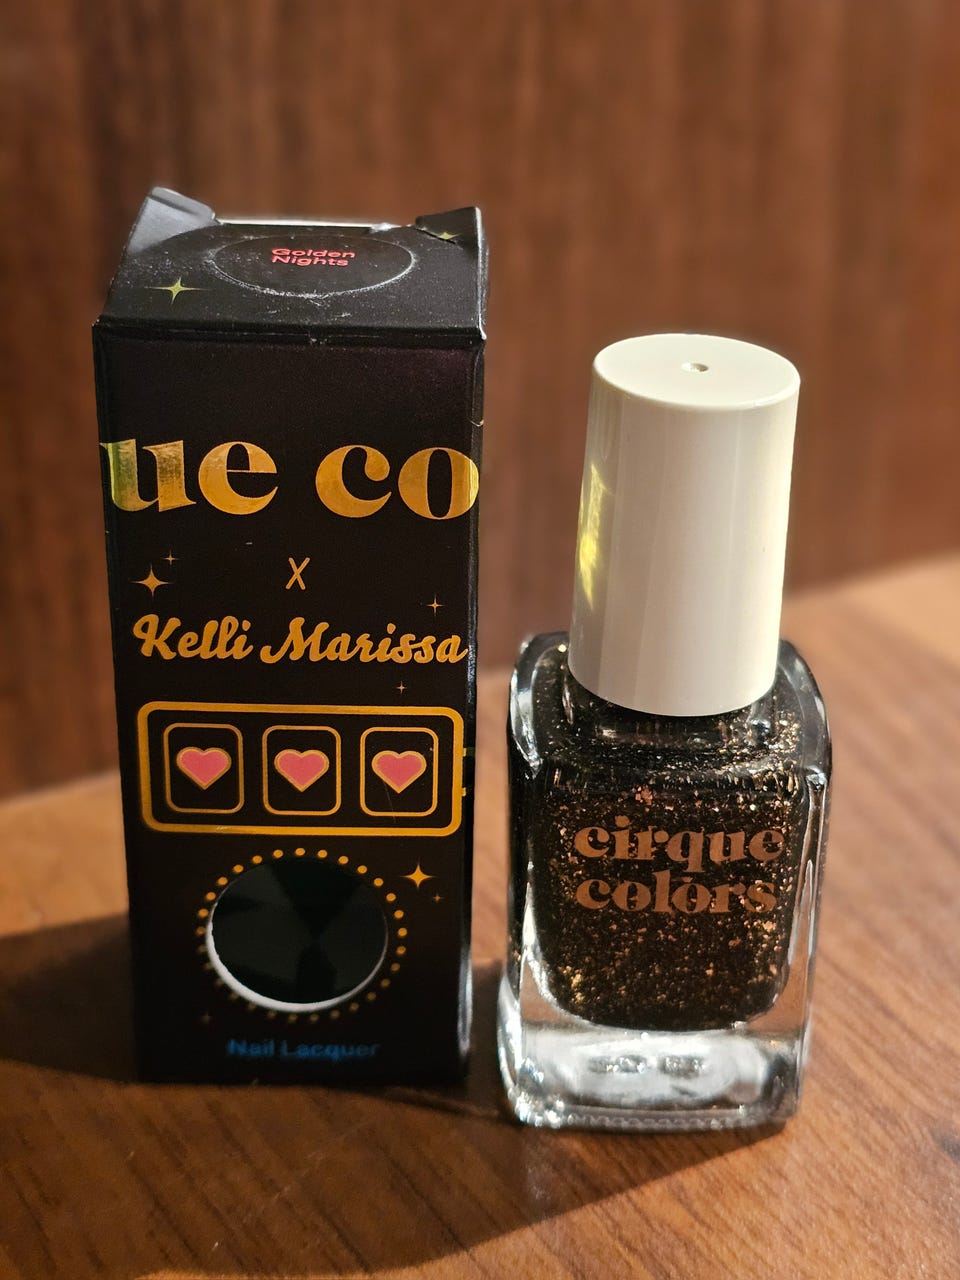 Golden
Nights
ue co
X
Kelli Marissa
Nail Lacquer
cirque
colors